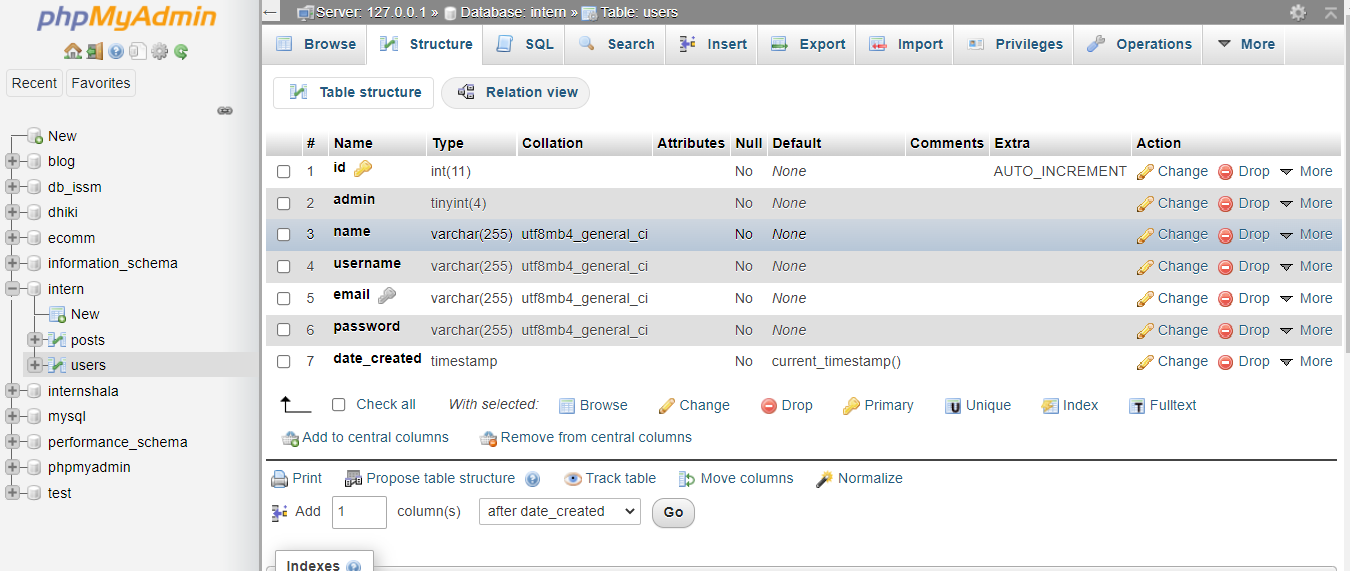 phpMyAdmin
Recent Favorites
New
blog
db_issm
dhiki
ecomm
information_schema
intern
New
posts
users
internshala
mysql
performance_schema
phpmyadmin
test
Server: 127.0.0.1 » Database: intern » Table: users
Browse Structure SQL Search Insert Export Import Privileges Operations More
Table structure Relation view
# Name Type Collation Attributes Null Default Comments Extra Action
1 id int(11) No None AUTO_INCREMENT Change Drop More
2 admin tinyint(4) No None Change Drop More
3 name varchar(255) utf8mb4_general_ci No None Change Drop More
4 username varchar(255) utf8mb4_general_ci No None Change Drop More
5 email varchar(255) utf8mb4_general_ci No None Change Drop More
6 password varchar(255) utf8mb4_general_ci No None Change Drop More
7 date_created timestamp No current_timestamp() Change Drop More
Check all With selected: Browse Change Drop Primary Unique Index Fulltext
Add to central columns Remove from central columns
Print Propose table structure Track table Move columns Normalize
Add 1 column(s) after date_created Go
Indexes